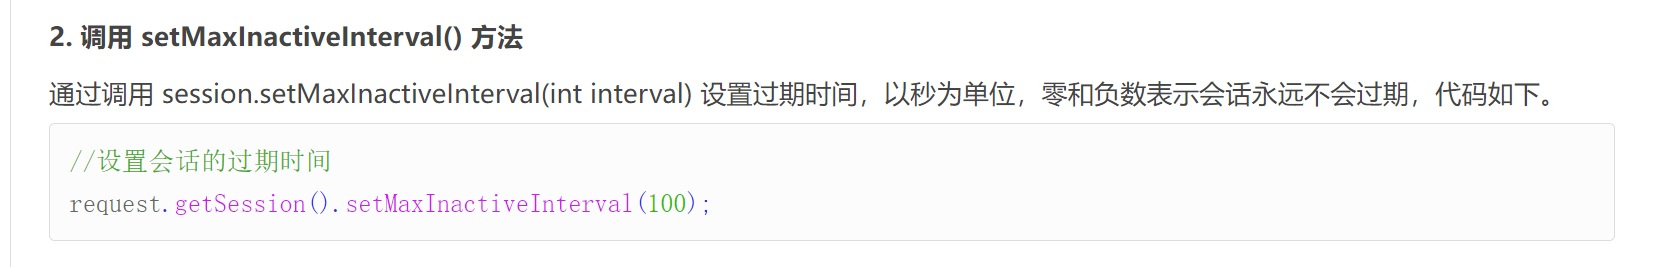 2. 调用 setMaxInactiveInterval() 方法
通过调用 session.setMaxInactiveInterval(int interval) 设置过期时间，以秒为单位，零和负数表示会话永远不会过期，代码如下。
//设置会话的过期时间
request.getSession().setMaxInactiveInterval(100);